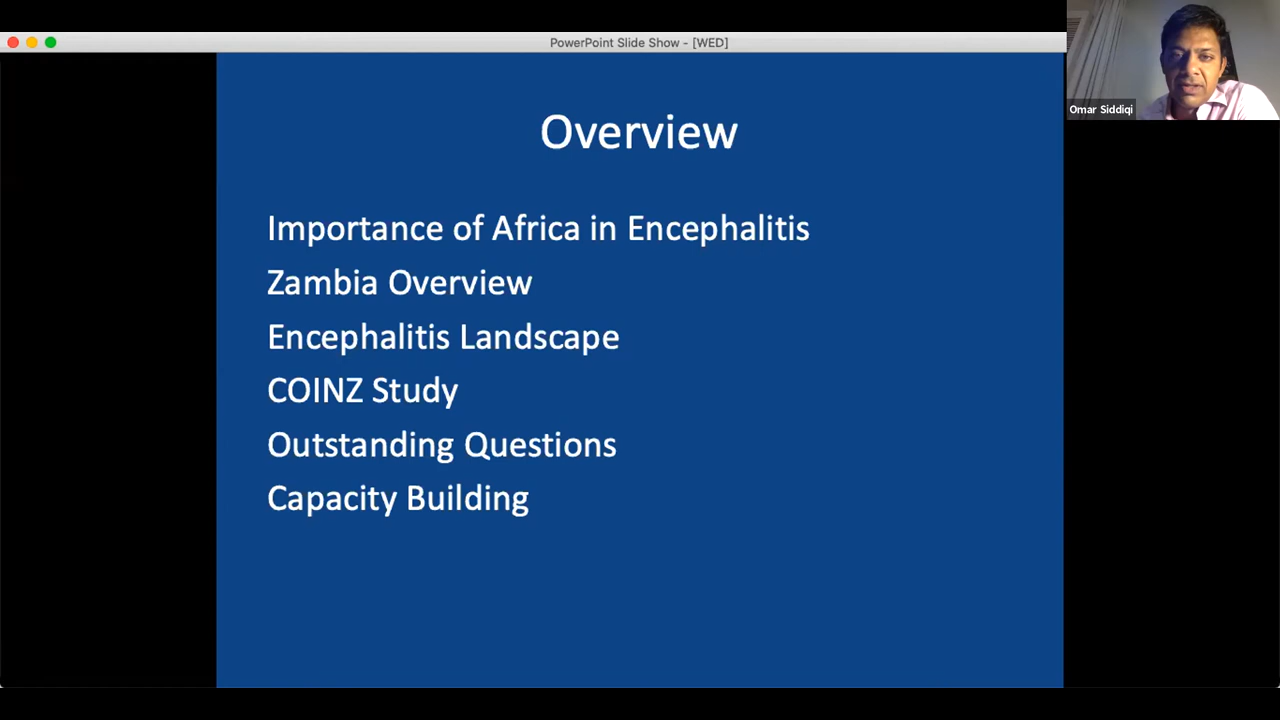 PowerPoint Slide Show - [WED]
Omar Siddiqi
Overview
Importance of Africa in Encephalitis
Zambia Overview
Encephalitis Landscape
COINZ Study
Outstanding Questions
Capacity Building